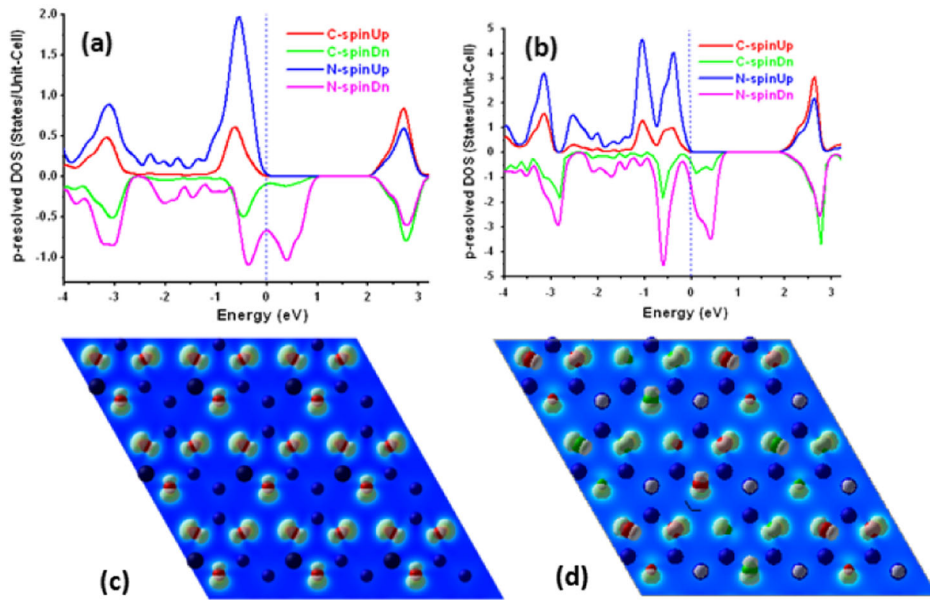 (a)
C-spinUp
C-spinDn
N-spinUp
N-spinDn
p-resolved DOS (States/Unit-Cell)
2.0
1.5
1.0
0.5
0.0
-0.5
-1.0
-4 -3 -2 -1 0 1 2 3
Energy (eV)
(b)
C-spinUp
C-spinDn
N-spinUp
N-spinDn
p-resolved DOS (States/Unit-Cell)
5
4
3
2
1
0
-1
-2
-3
-4
-5
-4 -3 -2 -1 0 1 2 3
Energy (eV)
(c)
(d)